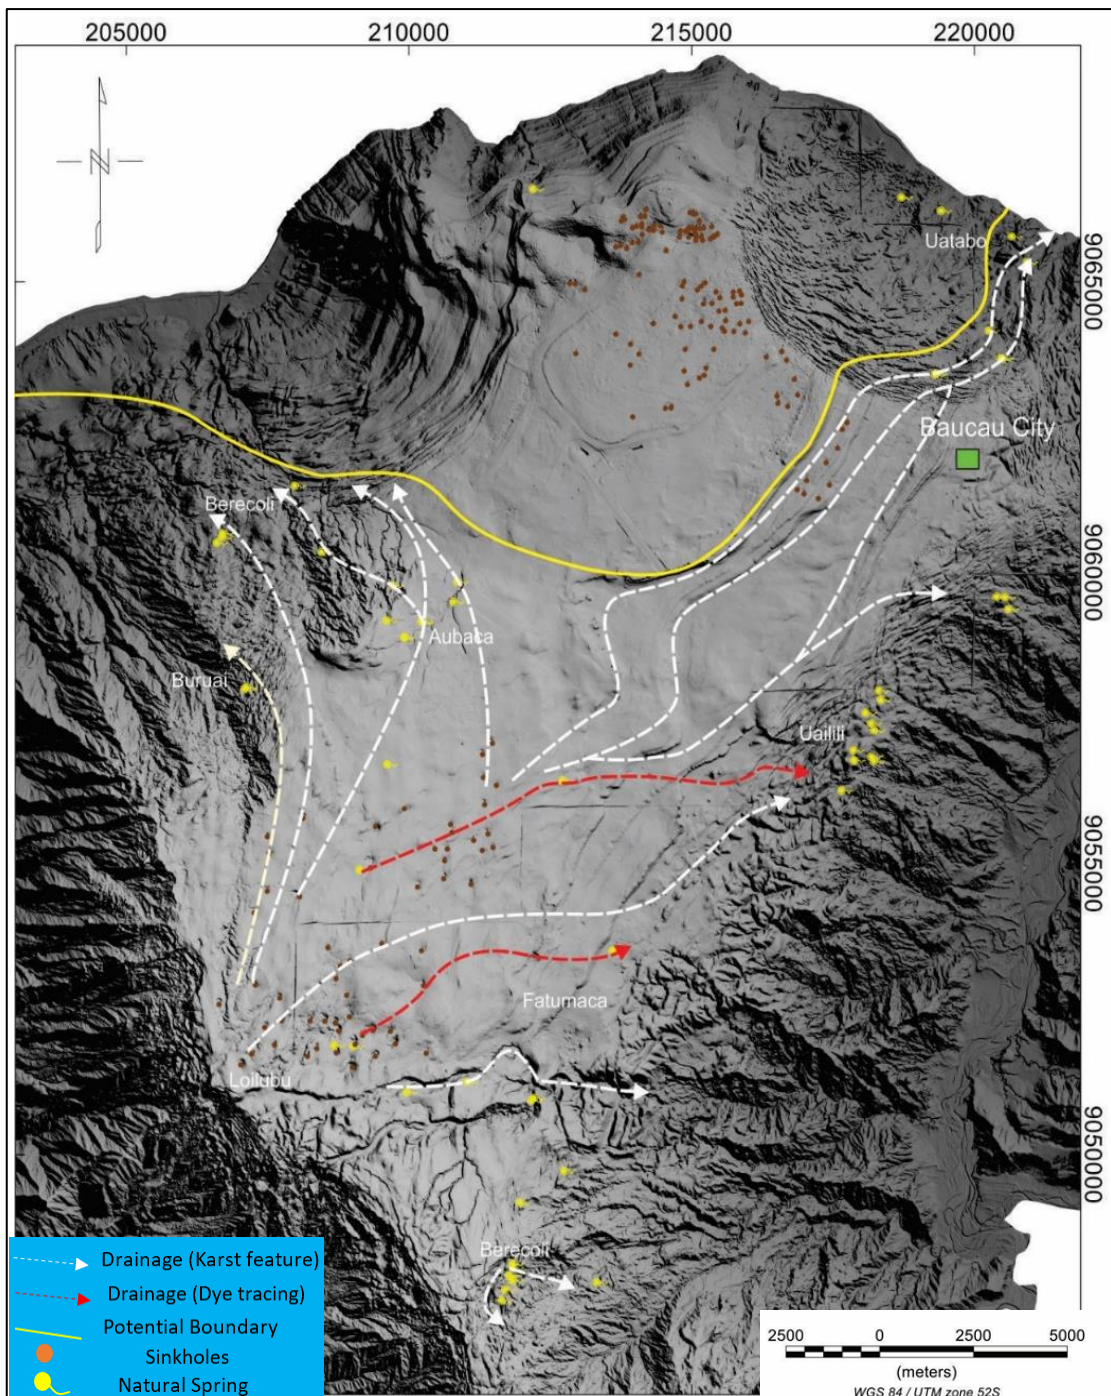 205000 210000 215000 220000
N
Uatabo
9065000
Baucau City
Berecoli
9060000
Aubaca
Buruai
Uailili
9055000
Fatumaca
Loilubu
9050000
Berecoli
Drainage (Karst feature)
Drainage (Dye tracing)
Potential Boundary
Sinkholes
Natural Spring
2500 0 2500 5000
(meters)
WGS 84 / UTM zone 52S